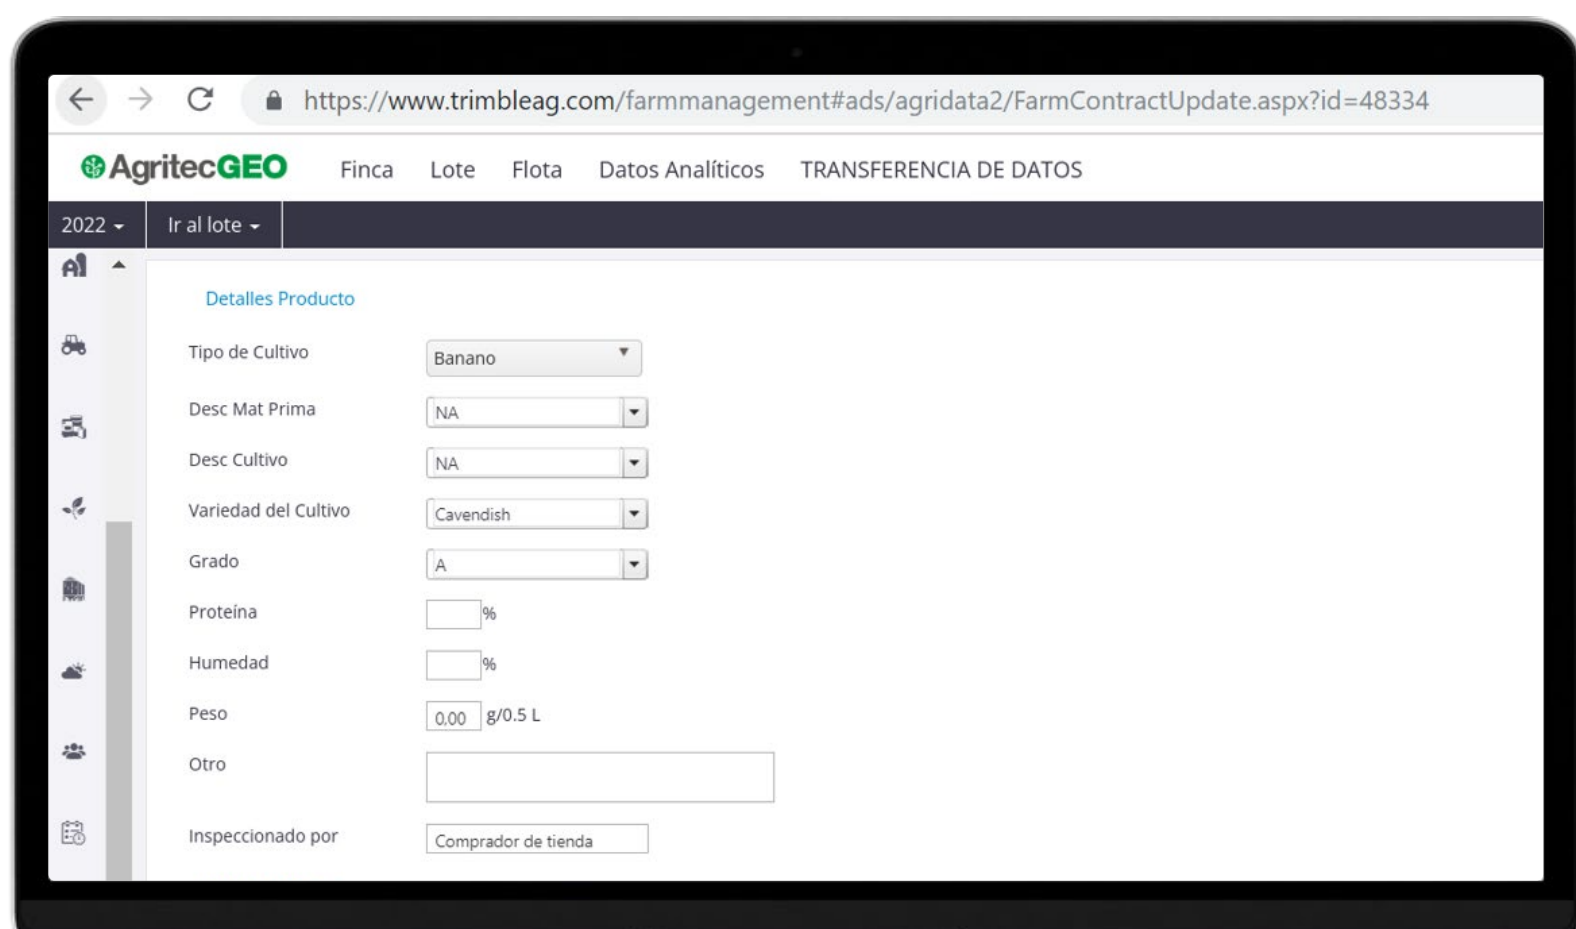 https://www.trimbleag.com/farmmanagement#ads/agridata2/FarmContractUpdate.aspx?id=48334
AgritecGEO Finca Lote Flota Datos Analíticos TRANSFERENCIA DE DATOS
2022 Ir al lote
Detalles Producto
Tipo de Cultivo Banano
Desc Mat Prima NA
Desc Cultivo NA
Variedad del Cultivo Cavendish
Grado A
Proteína %
Humedad %
Peso 0,00 g/0.5 L
Otro
Inspeccionado por Comprador de tienda